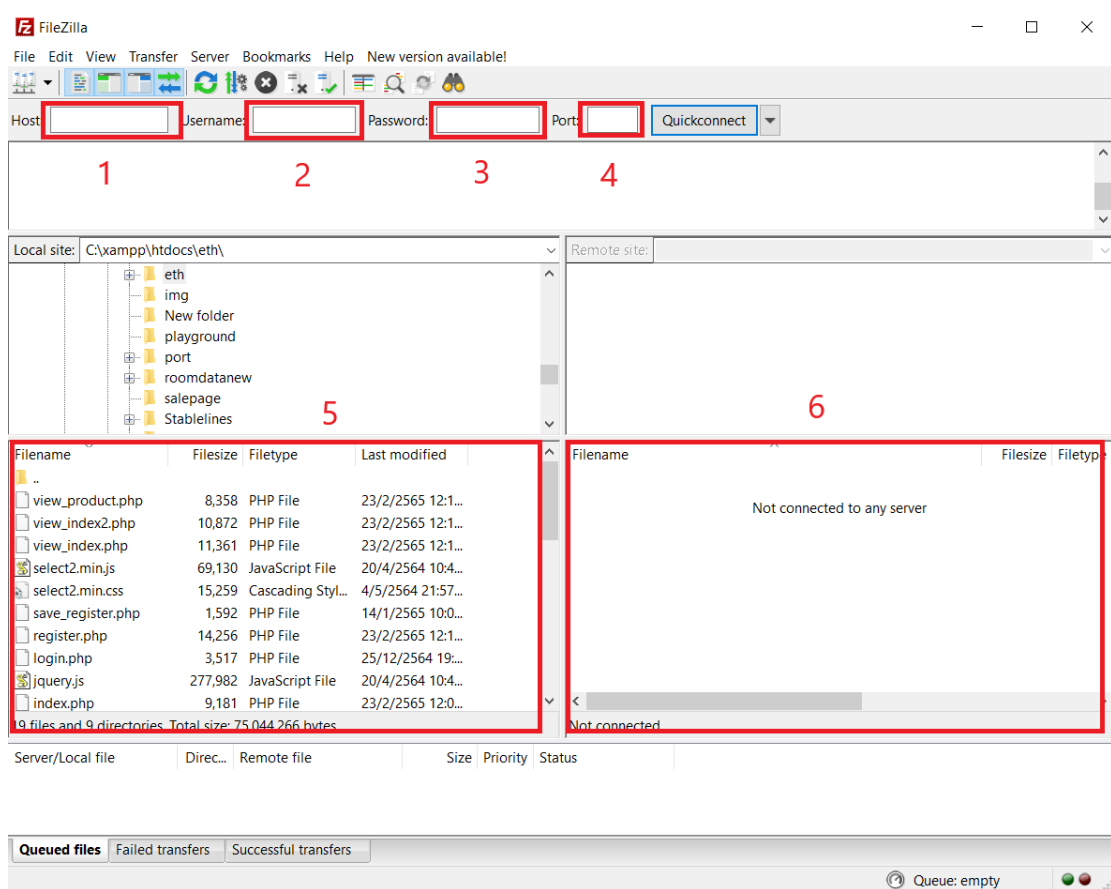 FileZilla
File Edit View Transfer Server Bookmarks Help New version available!
Host: Username: Password: Port: Quickconnect
1 2 3 4
Local site: C:\xampp\htdocs\eth\ Remote site:
eth
img
New folder
playground
port
roomdatanew
salepage
Stablelines
5 6
Filename Filesize Filetype Last modified Filename Filesize Filetype
..
view_product.php 8,358 PHP File 23/2/2565 12:1...
view_index2.php 10,872 PHP File 23/2/2565 12:1...
view_index.php 11,361 PHP File 23/2/2565 12:1...
select2.min.js 69,130 JavaScript File 20/4/2564 10:4...
select2.min.css 15,259 Cascading Styl... 4/5/2564 21:57...
save_register.php 1,592 PHP File 14/1/2565 10:0...
register.php 14,256 PHP File 23/2/2565 12:1...
login.php 3,517 PHP File 25/12/2564 19:...
jquery.js 277,982 JavaScript File 20/4/2564 10:4...
index.php 9,181 PHP File 23/2/2565 12:0...
Not connected to any server
19 files and 9 directories. Total size: 75,044,266 bytes Not connected.
Server/Local file Direc... Remote file Size Priority Status
Queued files Failed transfers Successful transfers
Queue: empty